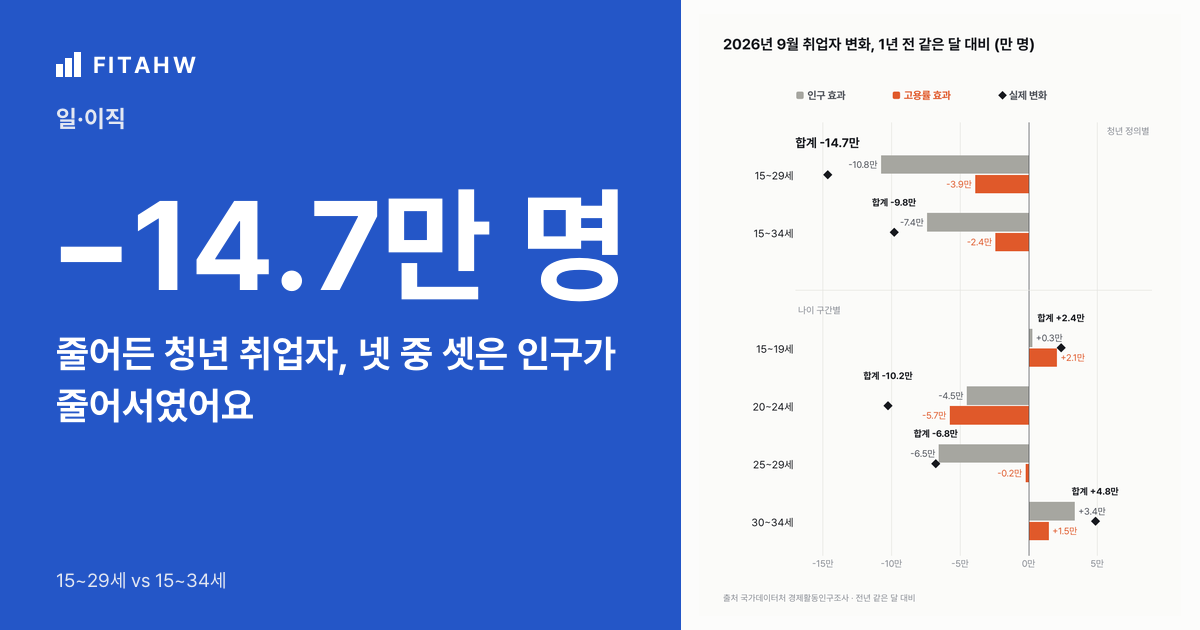 FITAHW
일·이직
−14.7만 명
줄어든 청년 취업자, 넷 중 셋은 인구가
줄어서였어요
15~29세 vs 15~34세
2026년 9월 취업자 변화, 1년 전 같은 달 대비 (만 명)
인구 효과 고용률 효과 실제 변화
청년 정의별
합계 -14.7만
-10.8만
15~29세
-3.9만
합계 -9.8만
-7.4만
15~34세
-2.4만
나이 구간별
합계 +2.4만
+0.3만
15~19세
+2.1만
합계 -10.2만
-4.5만
20~24세
-5.7만
합계 -6.8만
-6.5만
25~29세
-0.2만
합계 +4.8만
+3.4만
30~34세
+1.5만
-15만 -10만 -5만 0만 5만
출처 국가데이터처 경제활동인구조사 · 전년 같은 달 대비